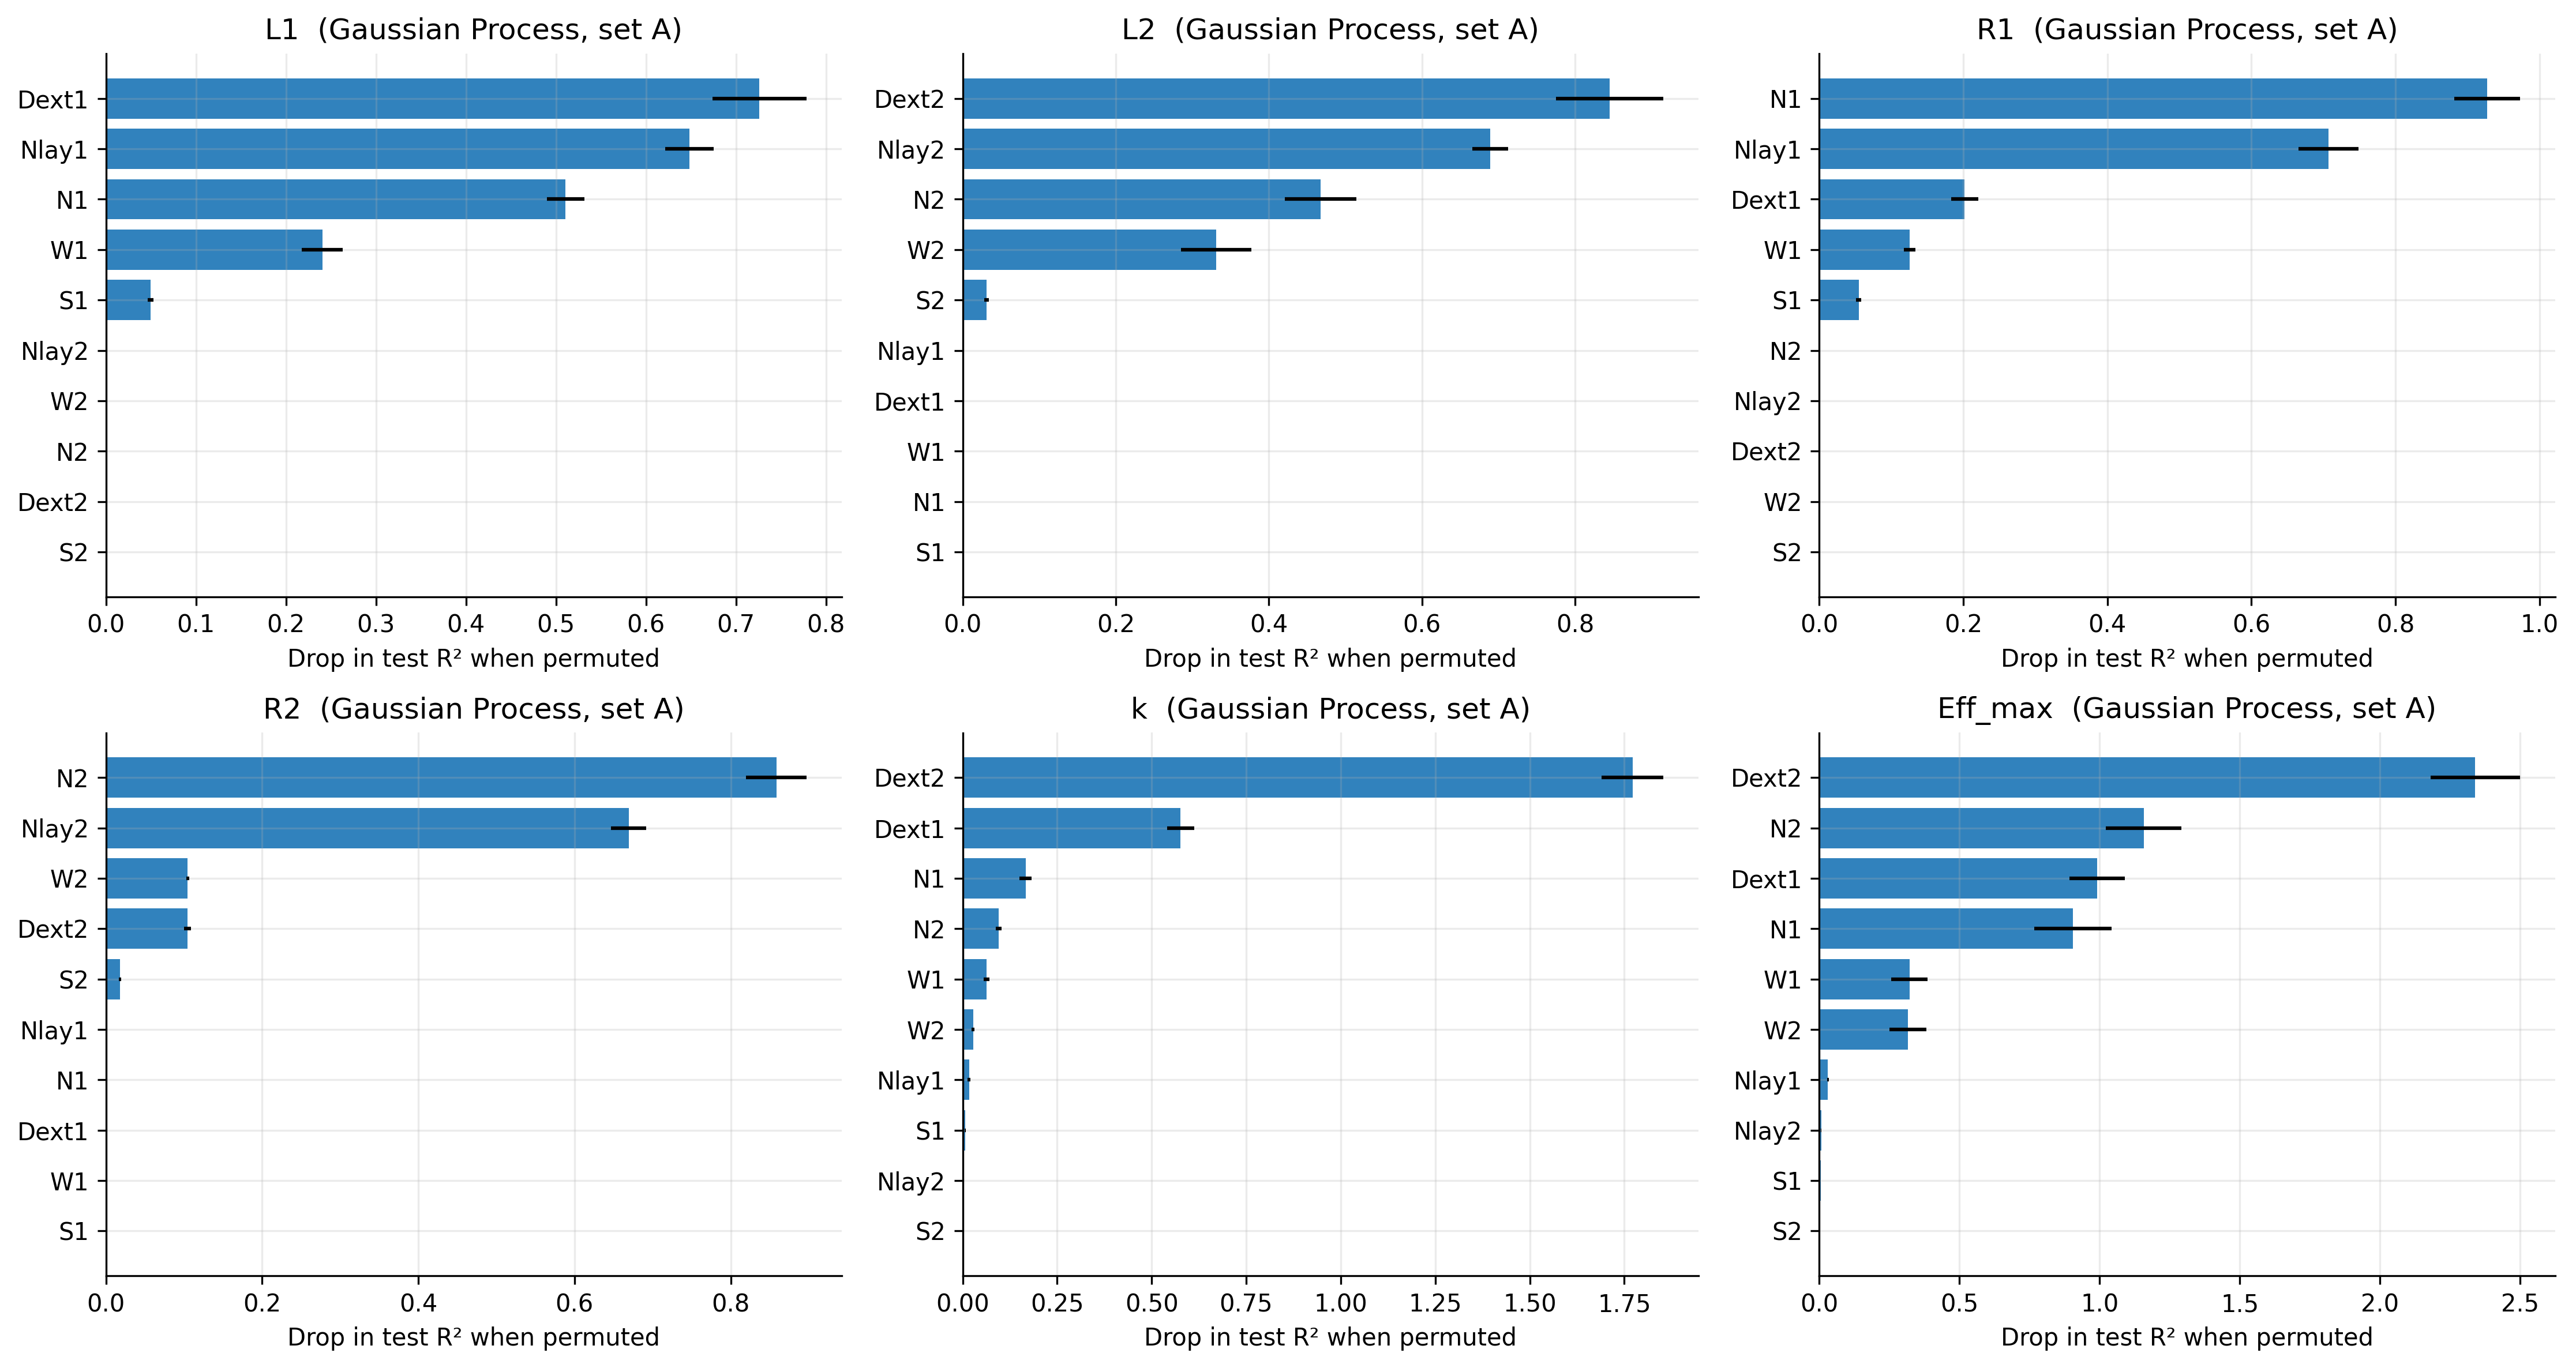 L1  (Gaussian Process, set A)
Dext1
Nlay1
N1
W1
S1
Nlay2
W2
N2
Dext2
S2
0.0 0.1 0.2 0.3 0.4 0.5 0.6 0.7 0.8
Drop in test R² when permuted
L2  (Gaussian Process, set A)
Dext2
Nlay2
N2
W2
S2
Nlay1
Dext1
W1
N1
S1
0.0 0.2 0.4 0.6 0.8
Drop in test R² when permuted
R1  (Gaussian Process, set A)
N1
Nlay1
Dext1
W1
S1
N2
Nlay2
Dext2
W2
S2
0.0 0.2 0.4 0.6 0.8 1.0
Drop in test R² when permuted
R2  (Gaussian Process, set A)
N2
Nlay2
W2
Dext2
S2
Nlay1
N1
Dext1
W1
S1
0.0 0.2 0.4 0.6 0.8
Drop in test R² when permuted
k  (Gaussian Process, set A)
Dext2
Dext1
N1
N2
W1
W2
Nlay1
S1
Nlay2
S2
0.00 0.25 0.50 0.75 1.00 1.25 1.50 1.75
Drop in test R² when permuted
Eff_max  (Gaussian Process, set A)
Dext2
N2
Dext1
N1
W1
W2
Nlay1
Nlay2
S1
S2
0.0 0.5 1.0 1.5 2.0 2.5
Drop in test R² when permuted